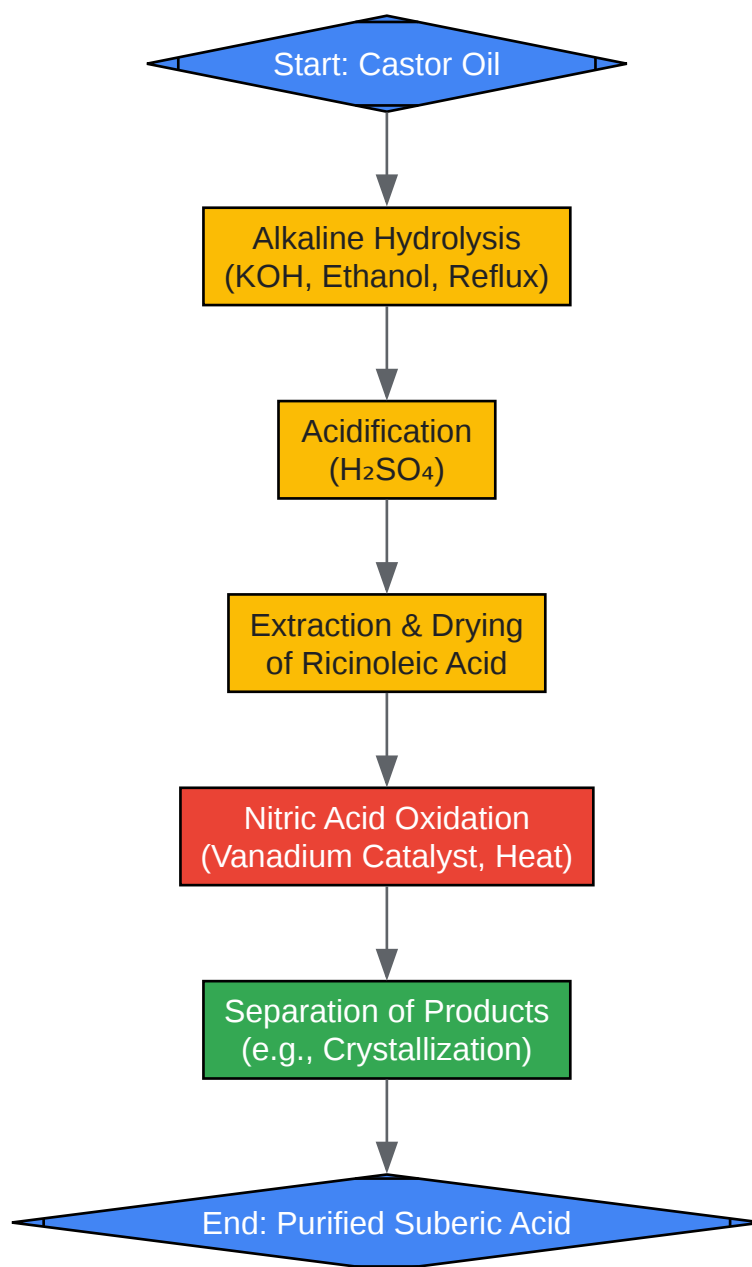 Start: Castor Oil
Alkaline Hydrolysis
(KOH, Ethanol, Reflux)
Acidification
(H₂SO₄)
Extraction & Drying
of Ricinoleic Acid
Nitric Acid Oxidation
(Vanadium Catalyst, Heat)
Separation of Products
(e.g., Crystallization)
End: Purified Suberic Acid